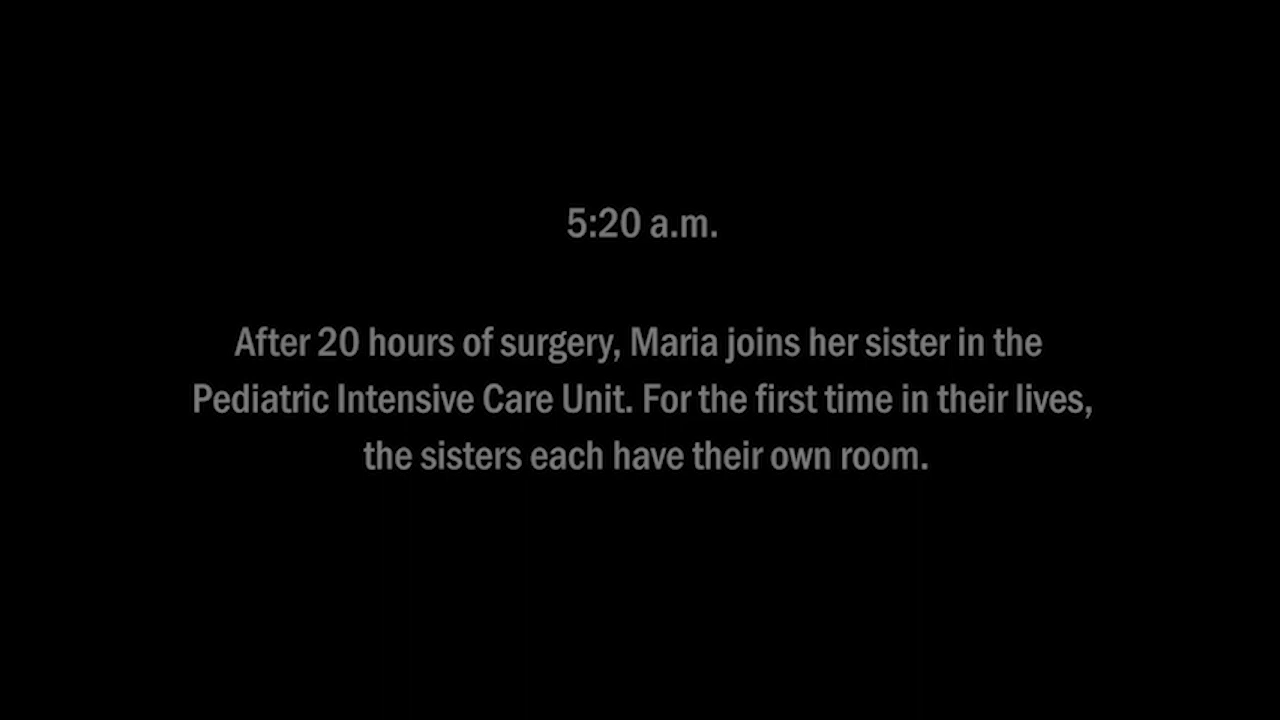 5:20 a.m.
After 20 hours of surgery, Maria joins her sister in the
Pediatric Intensive Care Unit. For the first time in their lives,
the sisters each have their own room.